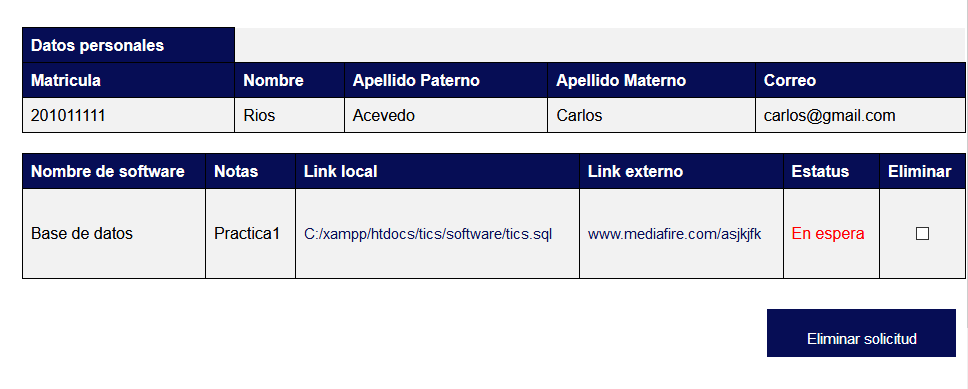 Datos personales
Matricula Nombre Apellido Paterno Apellido Materno Correo
201011111 Rios Acevedo Carlos carlos@gmail.com
Nombre de software Notas Link local Link externo Estatus Eliminar
Base de datos Practica1 C:/xampp/htdocs/tics/software/tics.sql www.mediafire.com/asjkjfk En espera
Eliminar solicitud